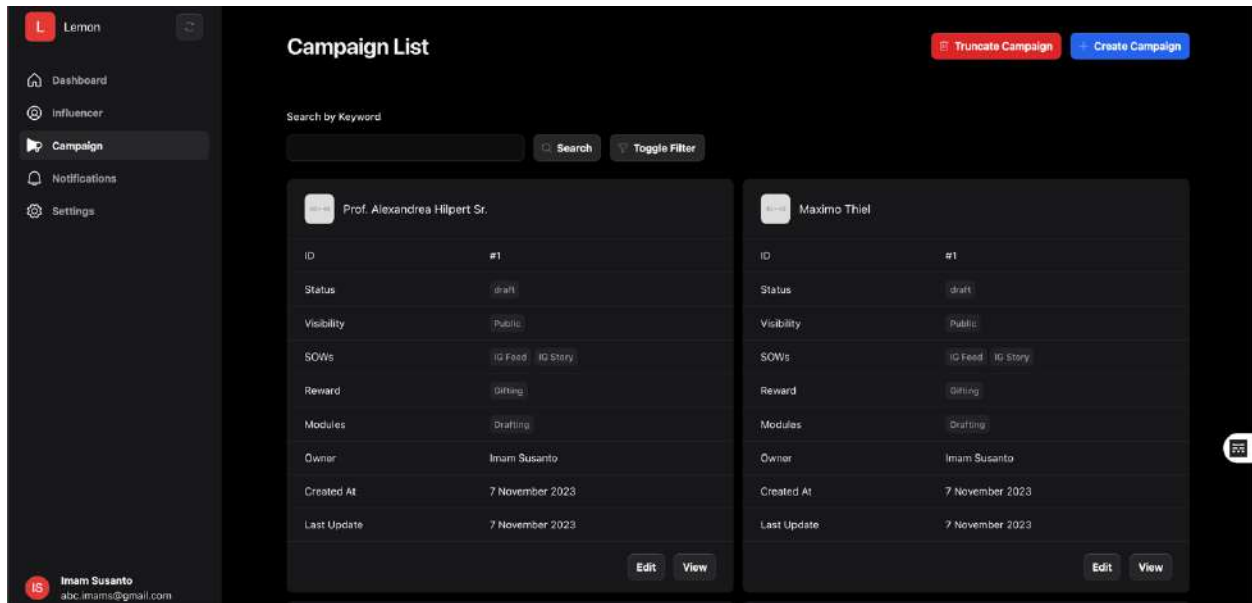 L Lemon
Dashboard
Influencer
Campaign
Notifications
Settings
Imam Susanto
IS
abc.imams@gmail.com
Campaign List
Truncate Campaign
Create Campaign
Search by Keyword
Search
Toggle Filter
Prof. Alexandrea Hilpert Sr.
ID #1
Status draft
Visibility Public
SOWs IG Feed IG Story
Reward Gifting
Modules Drafting
Owner Imam Susanto
Created At 7 November 2023
Last Update 7 November 2023
Edit View
Maximo Thiel
ID #1
Status draft
Visibility Public
SOWs IG Feed IG Story
Reward Gifting
Modules Drafting
Owner Imam Susanto
Created At 7 November 2023
Last Update 7 November 2023
Edit View